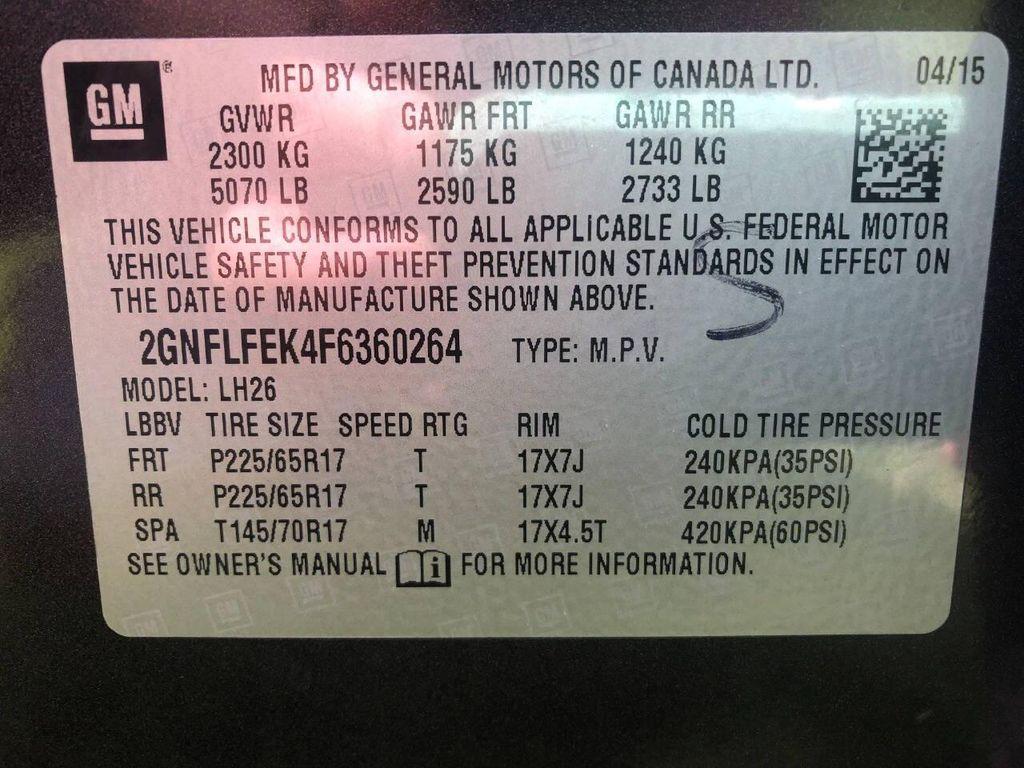 GM ® MFD BY GENERAL MOTORS OF CANADA LTD. 04/15
GVWR GAWR FRT GAWR RR
2300 KG 1175 KG 1240 KG
5070 LB 2590 LB 2733 LB
THIS VEHICLE CONFORMS TO ALL APPLICABLE U.S. FEDERAL MOTOR
VEHICLE SAFETY AND THEFT PREVENTION STANDARDS IN EFFECT ON
THE DATE OF MANUFACTURE SHOWN ABOVE.
2GNFLFEK4F6360264 TYPE: M.P.V.
MODEL: LH26
LBBV TIRE SIZE SPEED RTG RIM COLD TIRE PRESSURE
FRT P225/65R17 T 17X7J 240KPA(35PSI)
RR P225/65R17 T 17X7J 240KPA(35PSI)
SPA T145/70R17 M 17X4.5T 420KPA(60PSI)
SEE OWNER'S MANUAL i FOR MORE INFORMATION.